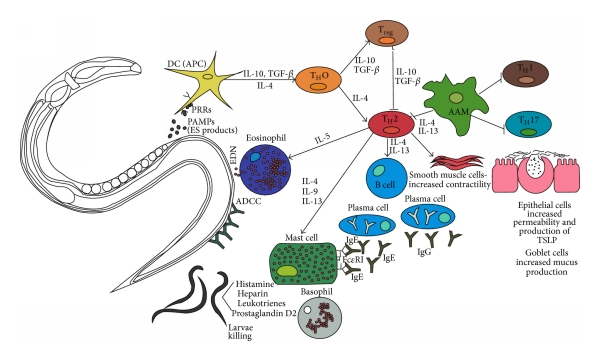 DC (APC)
PRRs
PAMPs
(ES products)
IL-10, TGF-β
IL-4
TH0
IL-10
TGF-β
Treg
IL-10
TGF-β
IL-4
TH2
IL-4
IL-13
AAM
TH1
TH17
Eosinophil
EDN
ADCC
IL-5
IL-4
IL-9
IL-13
IL-4
IL-13
B cell
Smooth muscle cells-
increased contractility
Plasma cell
Plasma cell
IgE
IgE
IgG
FcεRI
IgE
Mast cell
Basophil
Histamine
Heparin
Leukotrienes
Prostaglandin D2
Larvae
killing
Epithelial cells
increased
permeability and
production of
TSLP
Goblet cells
increased mucus
production